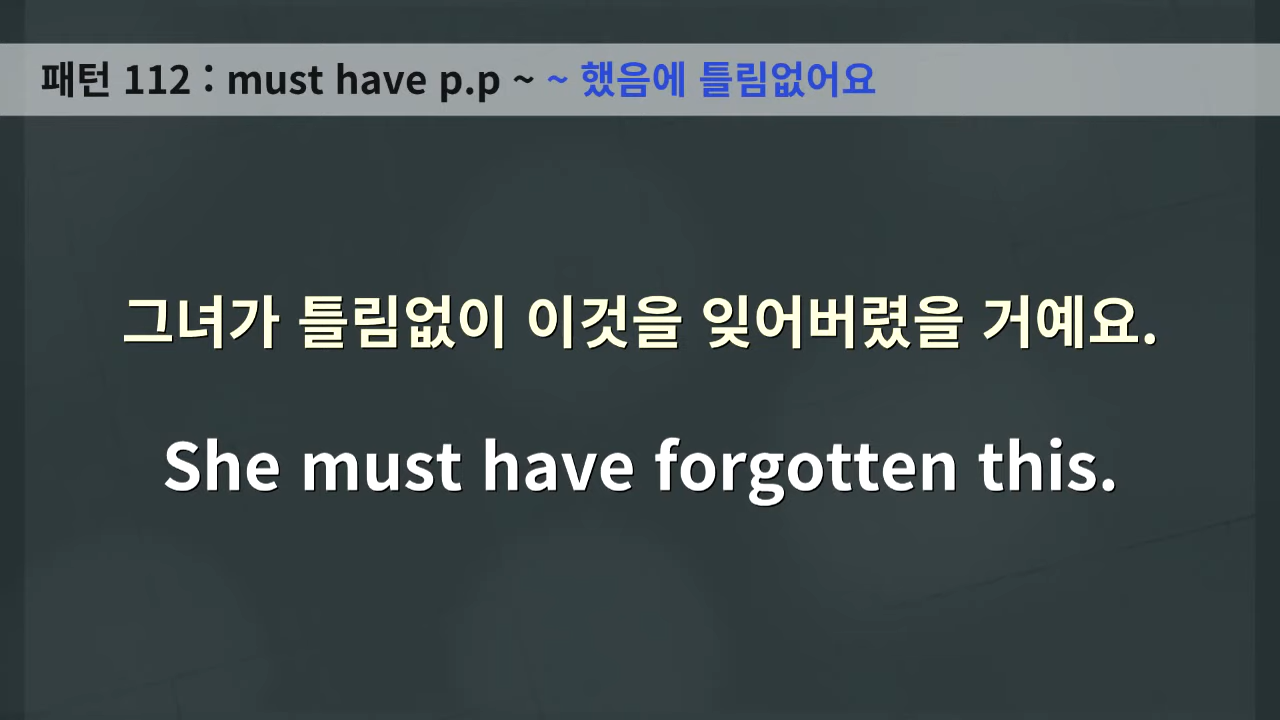 패턴 112 : must have p.p ~ ~ 했음에 틀림없어요
그녀가 틀림없이 이것을 잊어버렸을 거예요.
She must have forgotten this.